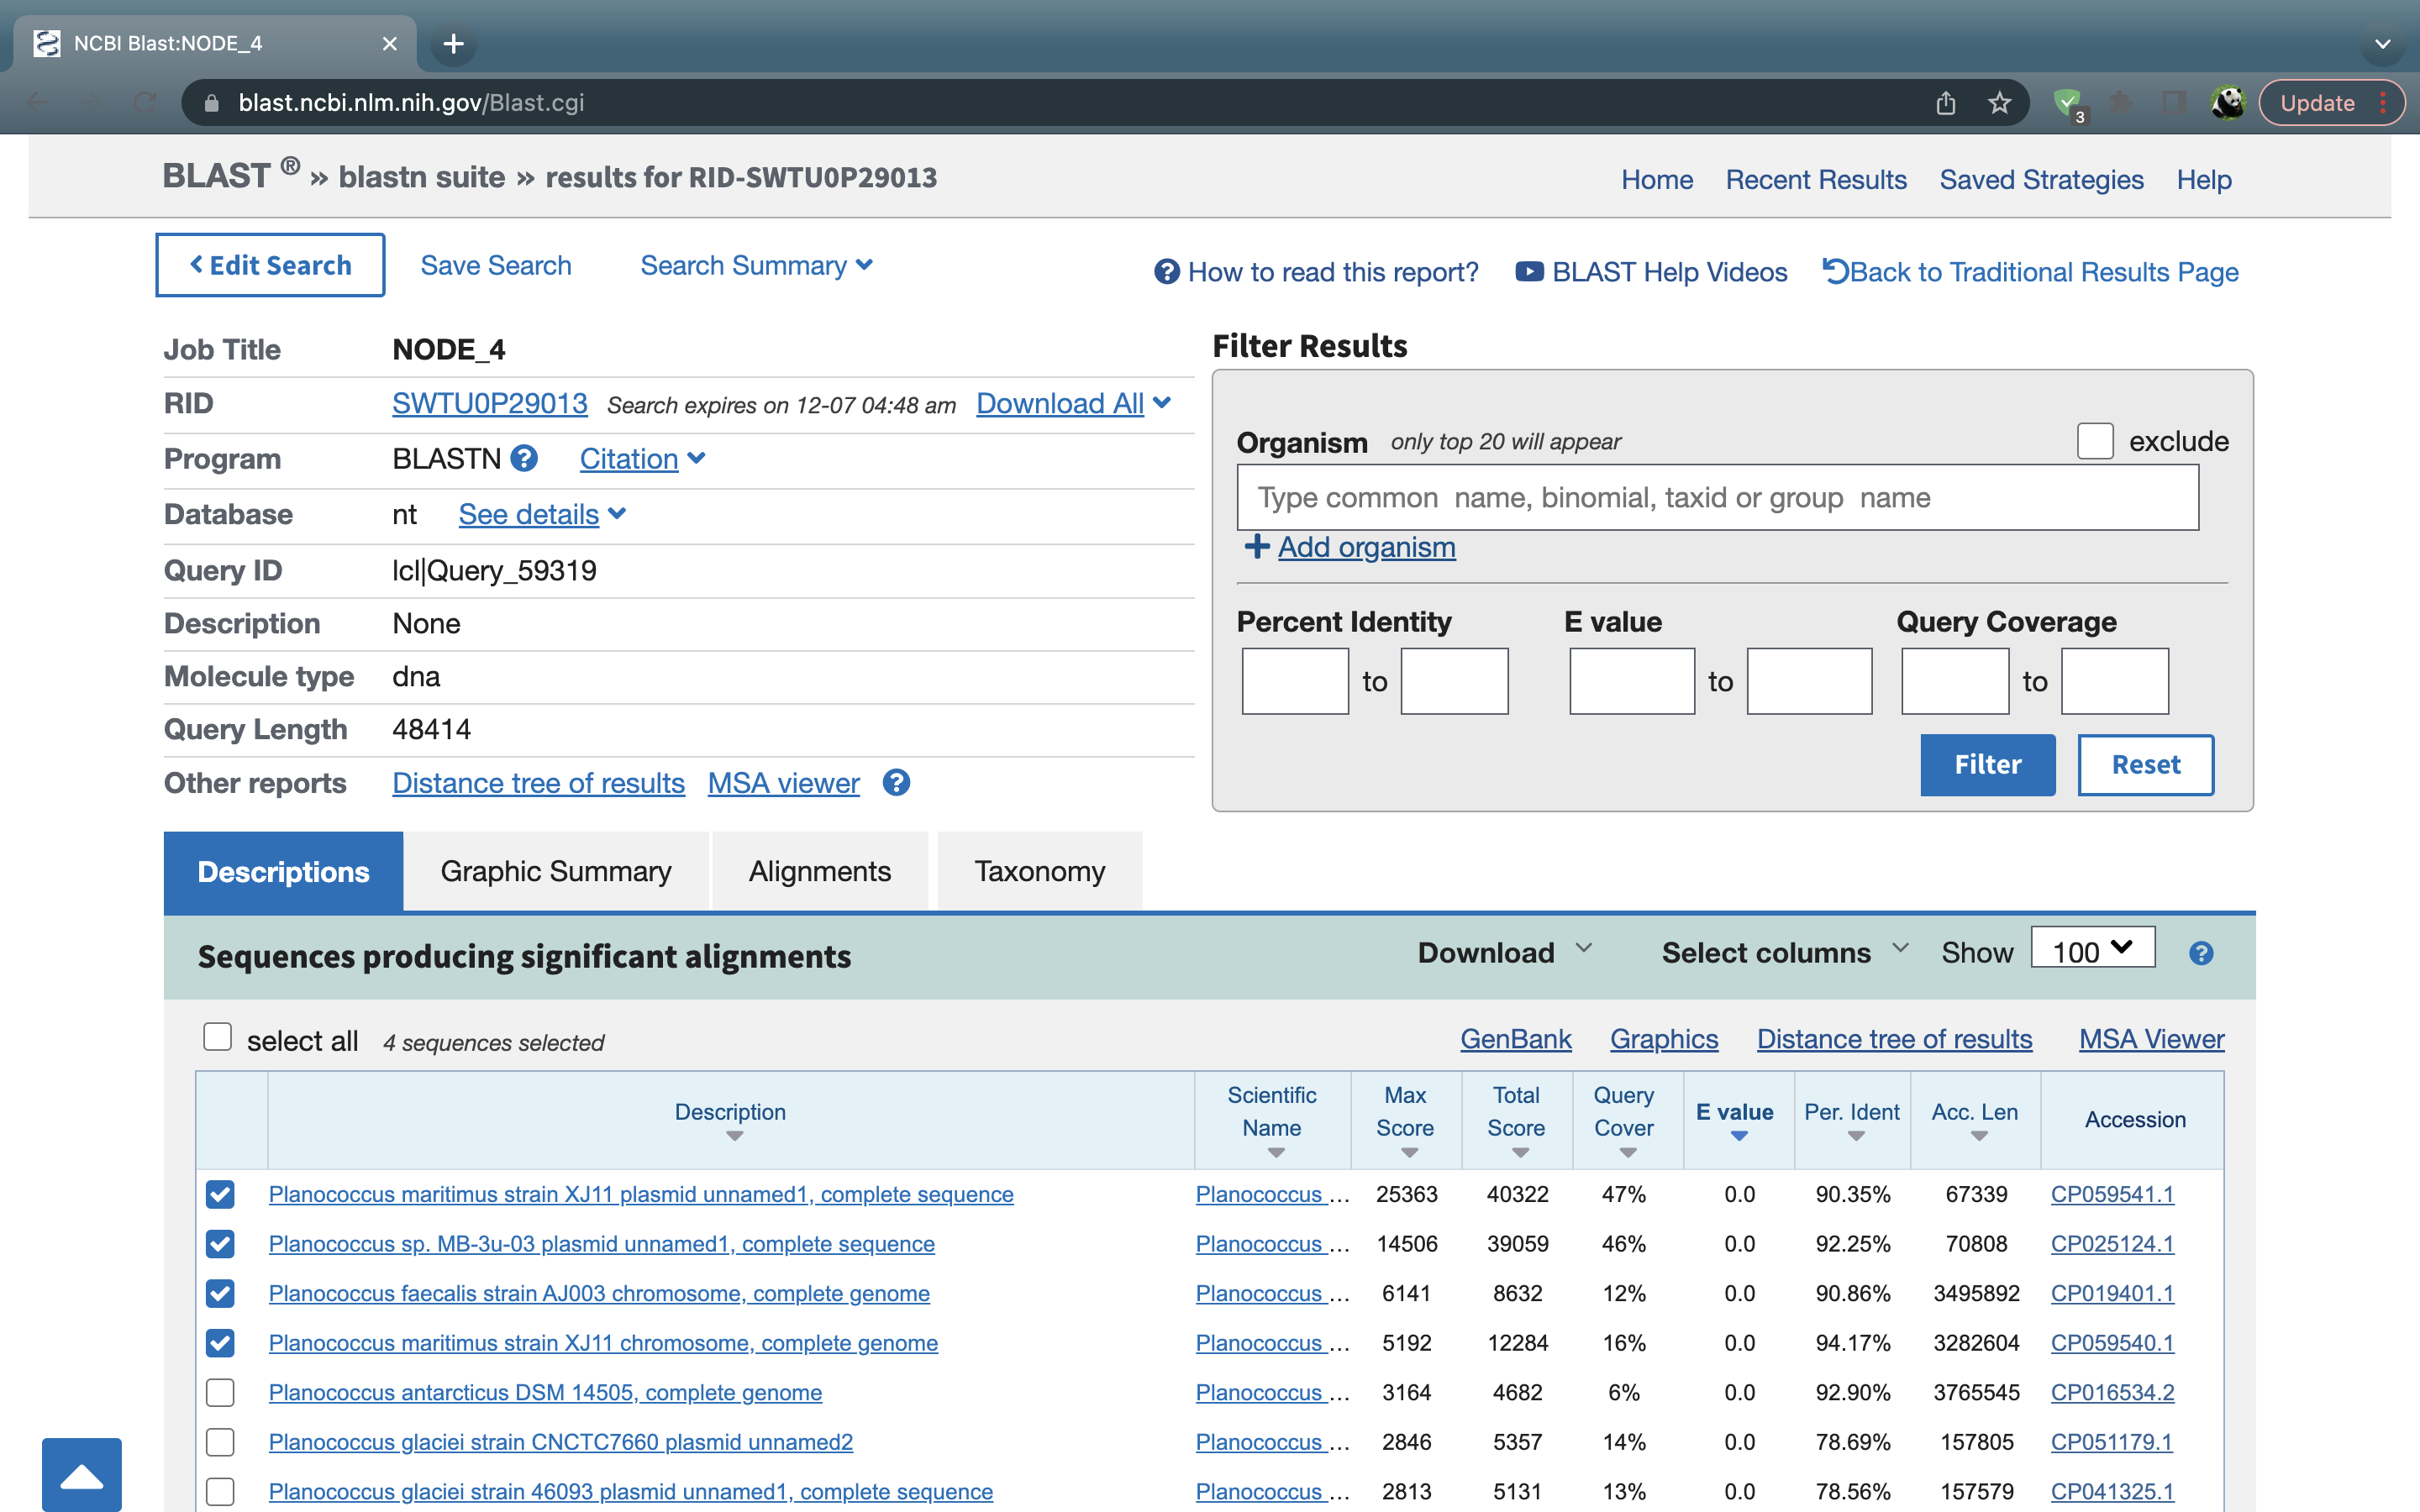 NCBI Blast:NODE_4
blast.ncbi.nlm.nih.gov/Blast.cgi
3
Update
BLAST ® » blastn suite » results for RID-SWTU0P29013
Home Recent Results Saved Strategies Help
Edit Search Save Search Search Summary
How to read this report? BLAST Help Videos Back to Traditional Results Page
Job Title NODE_4
RID SWTU0P29013 Search expires on 12-07 04:48 am Download All
Program BLASTN ? Citation
Database nt See details
Query ID lcl|Query_59319
Description None
Molecule type dna
Query Length 48414
Other reports Distance tree of results MSA viewer ?
Filter Results
Organism only top 20 will appear exclude
Type common name, binomial, taxid or group name
Add organism
Percent Identity E value Query Coverage
to to to
Filter Reset
Descriptions Graphic Summary Alignments Taxonomy
Sequences producing significant alignments Download Select columns Show 100 ?
select all 4 sequences selected GenBank Graphics Distance tree of results MSA Viewer
Description Scientific Name Max Score Total Score Query Cover E value Per. Ident Acc. Len Accession
Planococcus maritimus strain XJ11 plasmid unnamed1, complete sequence Planococcus ... 25363 40322 47% 0.0 90.35% 67339 CP059541.1
Planococcus sp. MB-3u-03 plasmid unnamed1, complete sequence Planococcus ... 14506 39059 46% 0.0 92.25% 70808 CP025124.1
Planococcus faecalis strain AJ003 chromosome, complete genome Planococcus ... 6141 8632 12% 0.0 90.86% 3495892 CP019401.1
Planococcus maritimus strain XJ11 chromosome, complete genome Planococcus ... 5192 12284 16% 0.0 94.17% 3282604 CP059540.1
Planococcus antarcticus DSM 14505, complete genome Planococcus ... 3164 4682 6% 0.0 92.90% 3765545 CP016534.2
Planococcus glaciei strain CNCTC7660 plasmid unnamed2 Planococcus ... 2846 5357 14% 0.0 78.69% 157805 CP051179.1
Planococcus glaciei strain 46093 plasmid unnamed1, complete sequence Planococcus ... 2813 5131 13% 0.0 78.56% 157579 CP041325.1